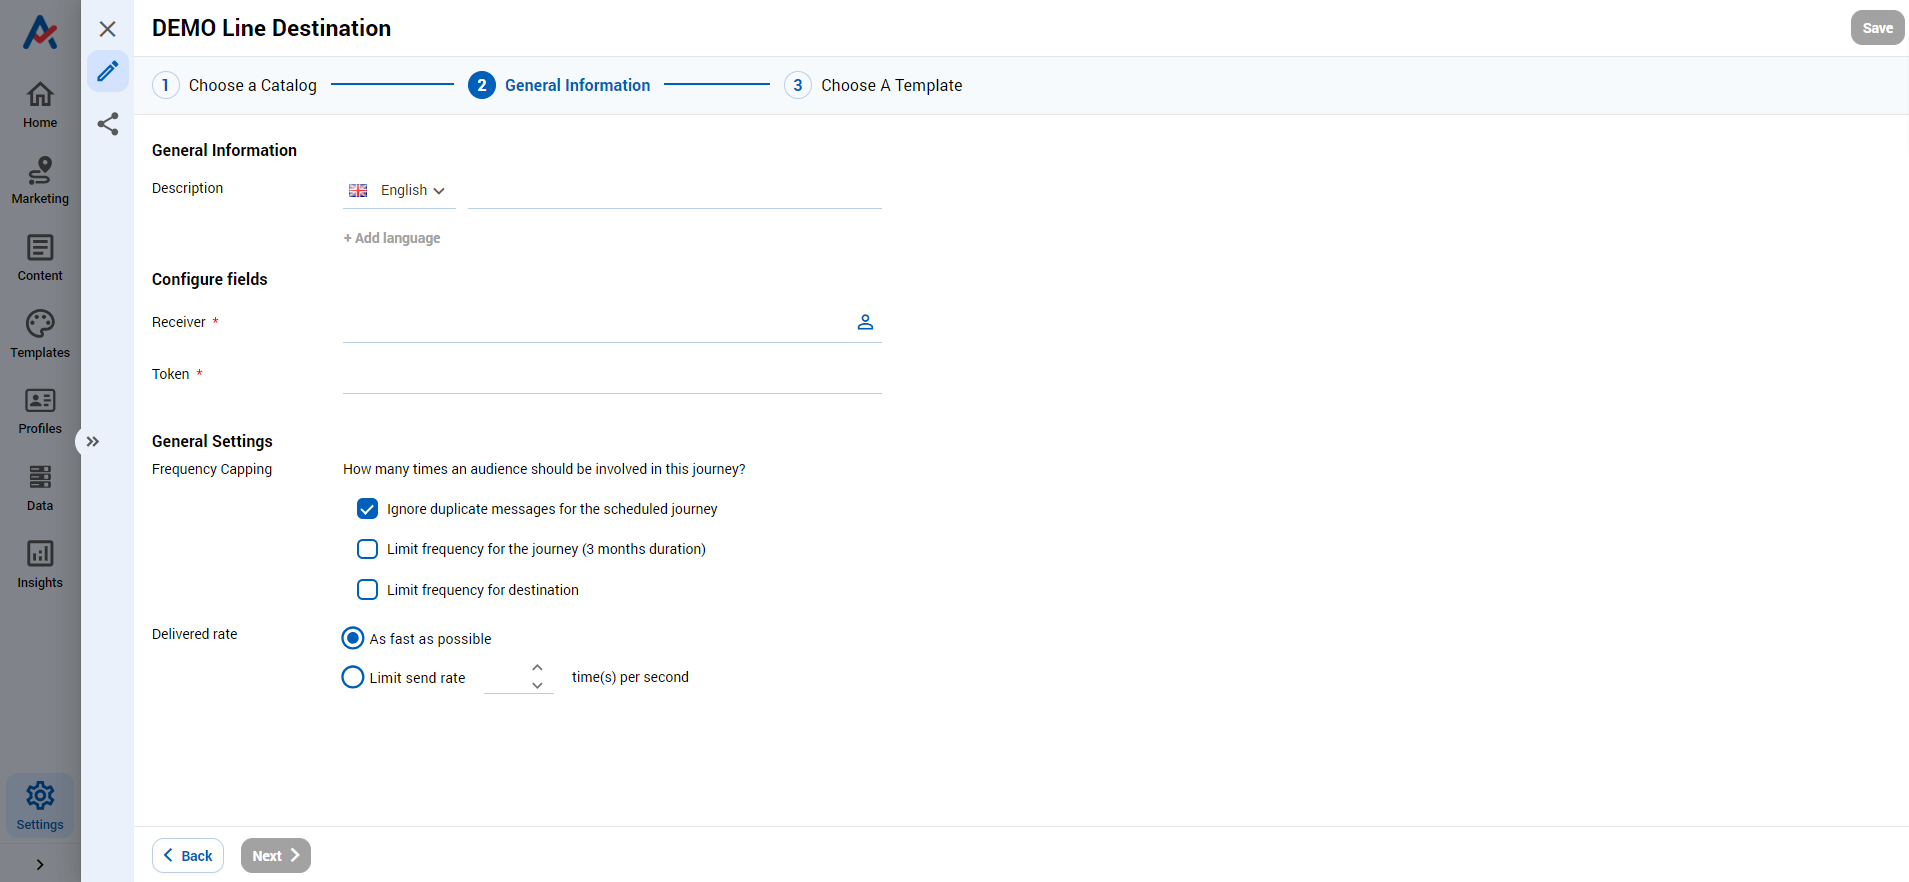 DEMO Line Destination
Save
1 Choose a Catalog
2 General Information
3 Choose A Template
Home
Marketing
Content
Templates
Profiles
Data
Insights
Settings
General Information
Description
English
+ Add language
Configure fields
Receiver *
Token *
General Settings
Frequency Capping
How many times an audience should be involved in this journey?
Ignore duplicate messages for the scheduled journey
Limit frequency for the journey (3 months duration)
Limit frequency for destination
Delivered rate
As fast as possible
Limit send rate
time(s) per second
Back
Next